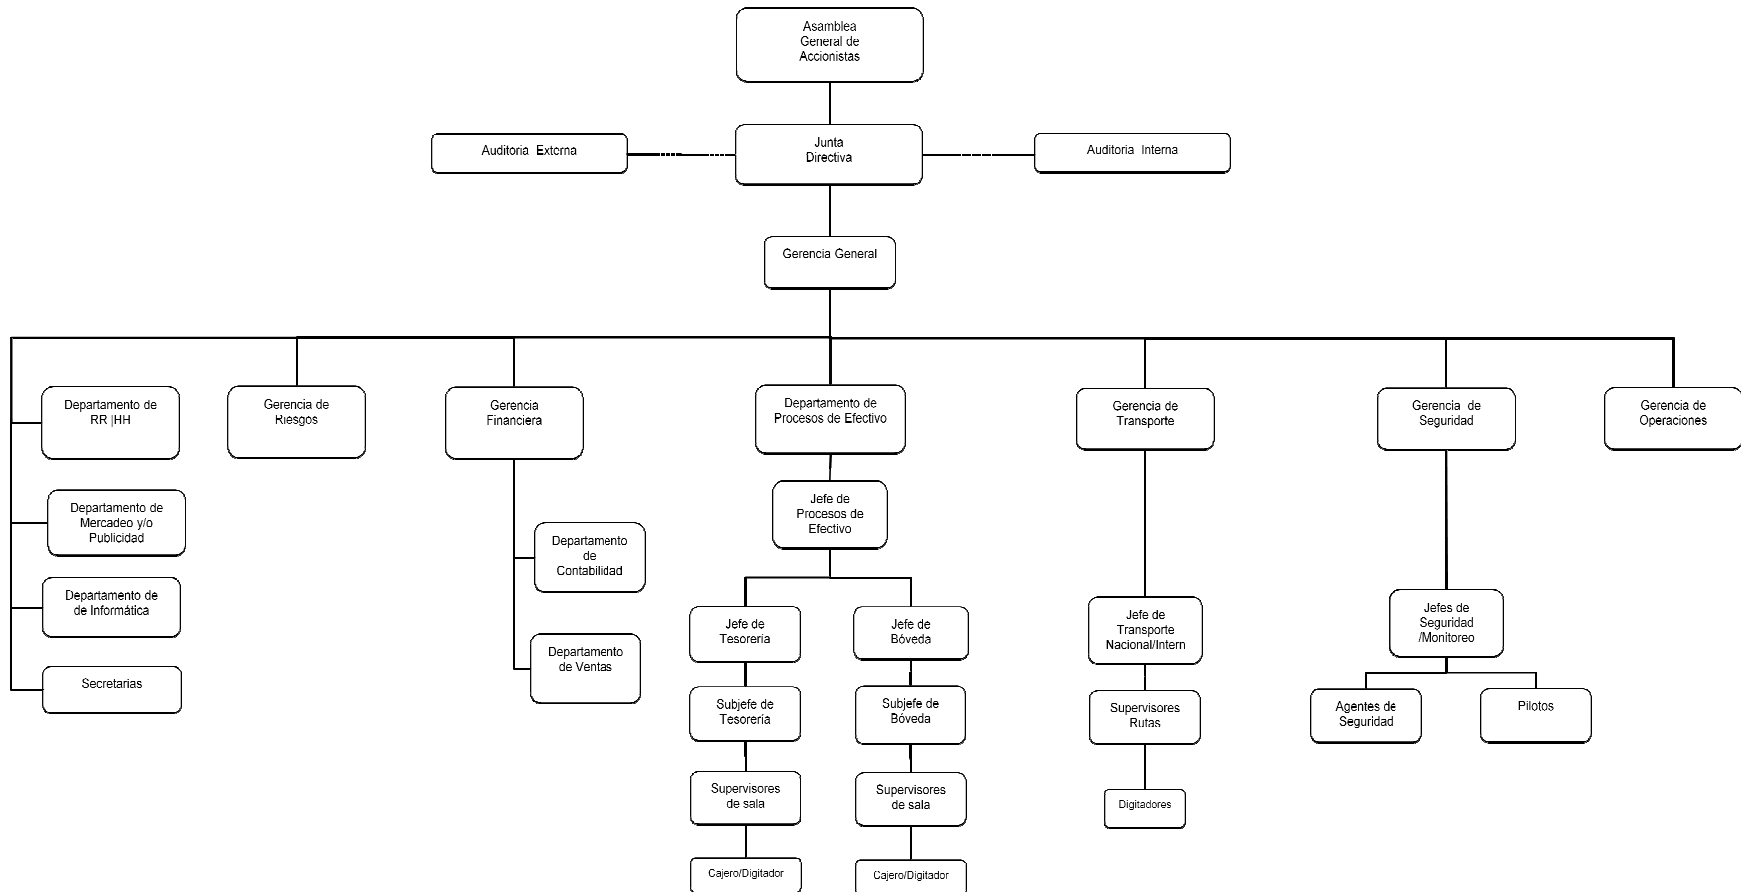 Asamblea
General de
Accionistas
Auditoria Externa
Junta
Directiva
Auditoria Interna
Gerencia General
Departamento de
RR |HH
Gerencia de
Riesgos
Gerencia
Financiera
Departamento de
Procesos de Efectivo
Gerencia de
Transporte
Gerencia de
Seguridad
Gerencia de
Operaciones
Departamento de
Mercadeo y/o
Publicidad
Jefe de
Procesos de
Efectivo
Departamento
de
Contabilidad
Departamento de
de Informática
Jefe de
Tesorería
Jefe de
Bóveda
Jefe de
Transporte
Nacional/Intern
Jefes de
Seguridad
/Monitoreo
Departamento
de Ventas
Secretarias
Subjefe de
Tesorería
Subjefe de
Bóveda
Supervisores
Rutas
Agentes de
Seguridad
Pilotos
Supervisores
de sala
Supervisores
de sala
Digitadores
Cajero/Digitador
Cajero/Digitador